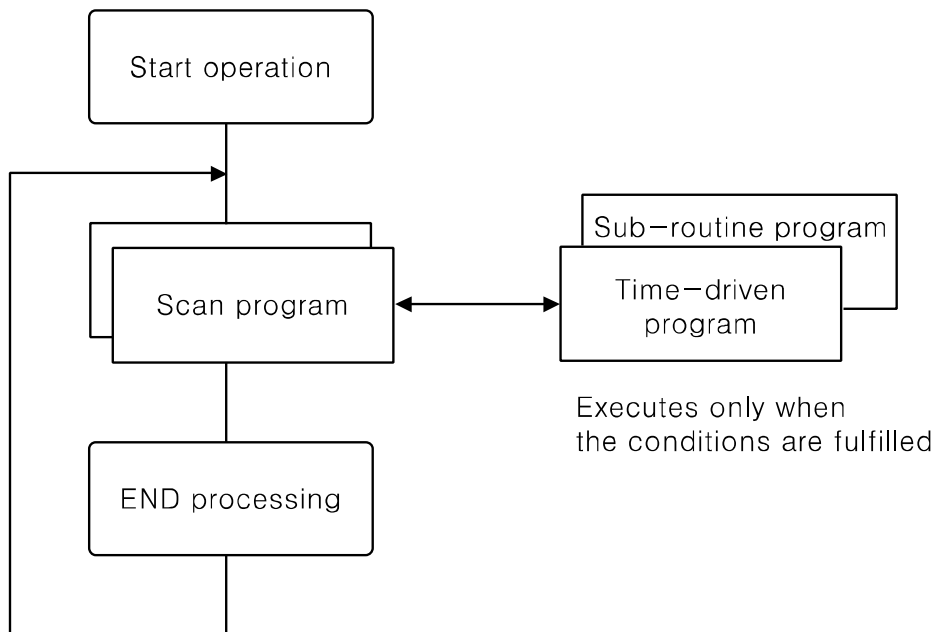 Start operation
Sub-routine program
Scan program
Time-driven
program
Executes only when
the conditions are fulfilled
END processing